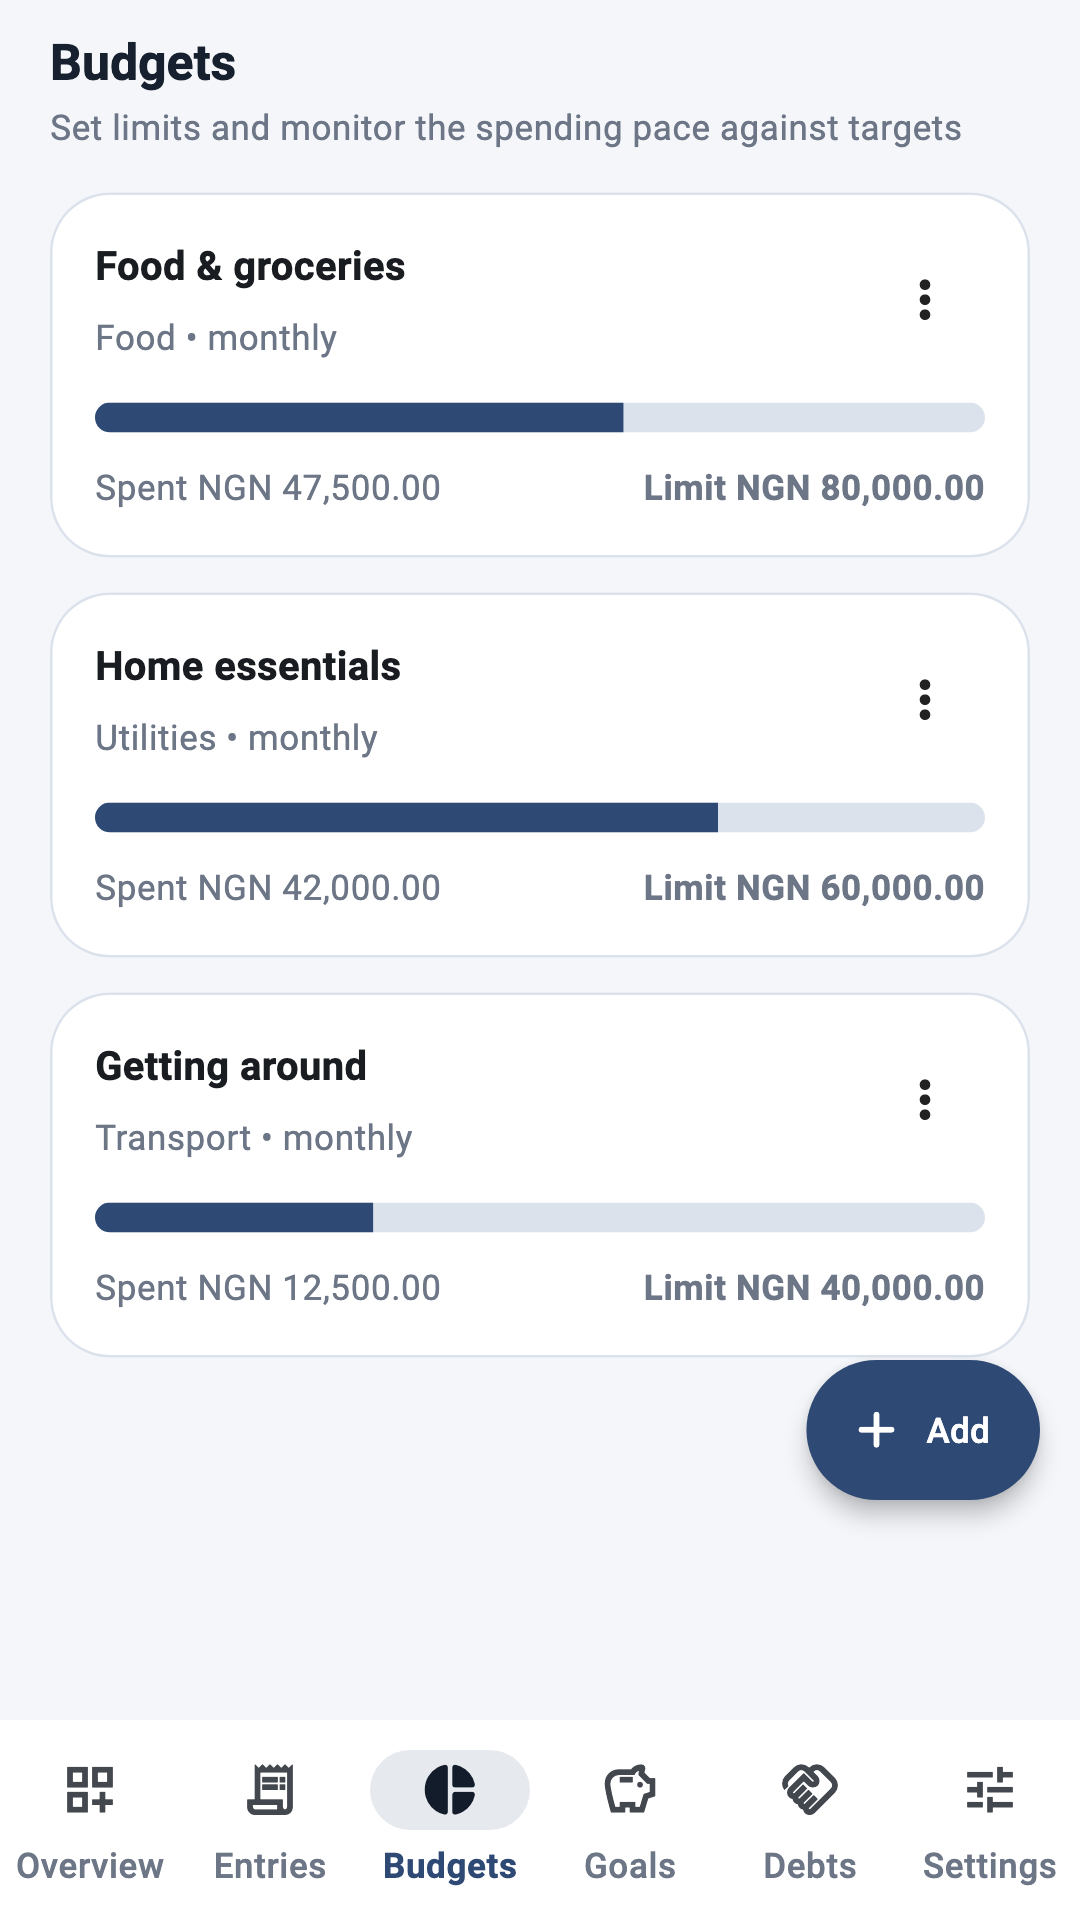 Budgets
Set limits and monitor the spending pace against targets
Food & groceries
Food • monthly
Spent NGN 47,500.00
Limit NGN 80,000.00
Home essentials
Utilities • monthly
Spent NGN 42,000.00
Limit NGN 60,000.00
Getting around
Transport • monthly
Spent NGN 12,500.00
Limit NGN 40,000.00
Add
Overview
Entries
Budgets
Goals
Debts
Settings